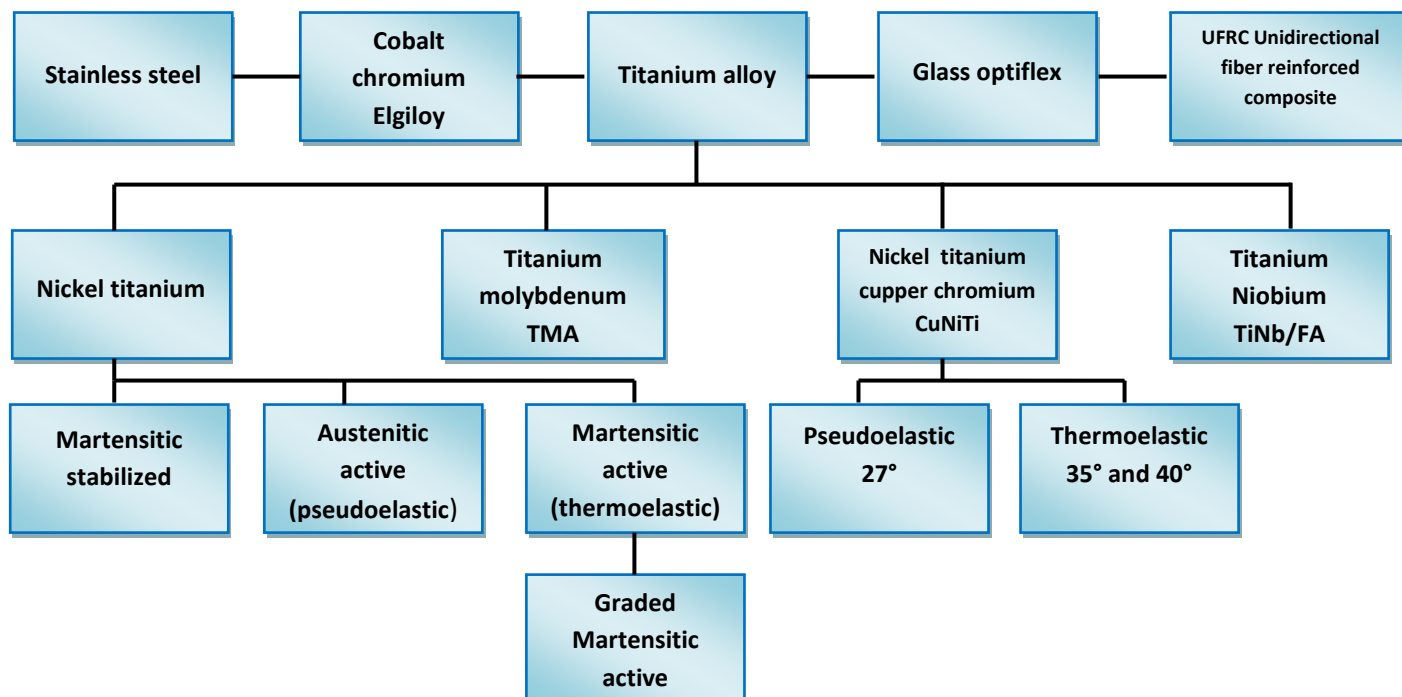 Stainless steel
Cobalt
chromium
Elgiloy
Titanium alloy
Glass optiflex
UFRC Unidirectional
fiber reinforced
composite
Nickel titanium
Titanium
molybdenum
TMA
Nickel titanium
cupper chromium
CuNiTi
Titanium
Niobium
TiNb/FA
Martensitic
stabilized
Austenitic
active
(pseudoelastic)
Martensitic
active
(thermoelastic)
Pseudoelastic
27°
Thermoelastic
35° and 40°
Graded
Martensitic
active